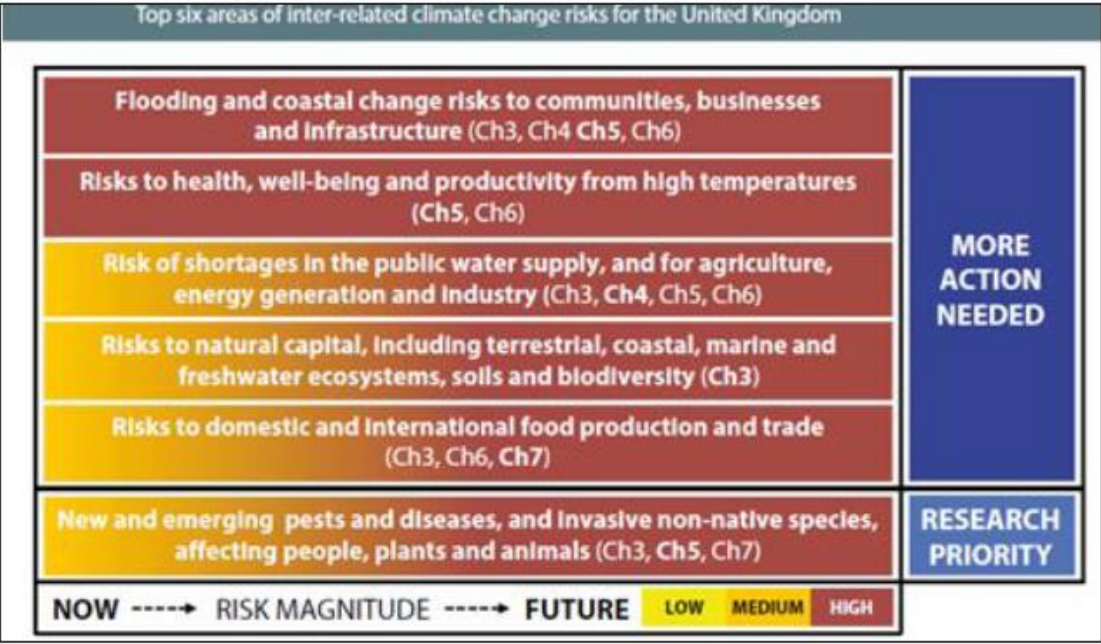 Top six areas of inter-related climate change risks for the United Kingdom
Flooding and coastal change risks to communities, businesses
and infrastructure (Ch3, Ch4 Ch5, Ch6)
Risks to health, well-being and productivity from high temperatures
(Ch5, Ch6)
Risk of shortages in the public water supply, and for agriculture,
energy generation and industry (Ch3, Ch4, Ch5, Ch6)
Risks to natural capital, including terrestrial, coastal, marine and
freshwater ecosystems, soils and biodiversity (Ch3)
Risks to domestic and international food production and trade
(Ch3, Ch6, Ch7)
MORE
ACTION
NEEDED
New and emerging pests and diseases, and invasive non-native species,
affecting people, plants and animals (Ch3, Ch5, Ch7)
RESEARCH
PRIORITY
NOW RISK MAGNITUDE FUTURE LOW MEDIUM HIGH